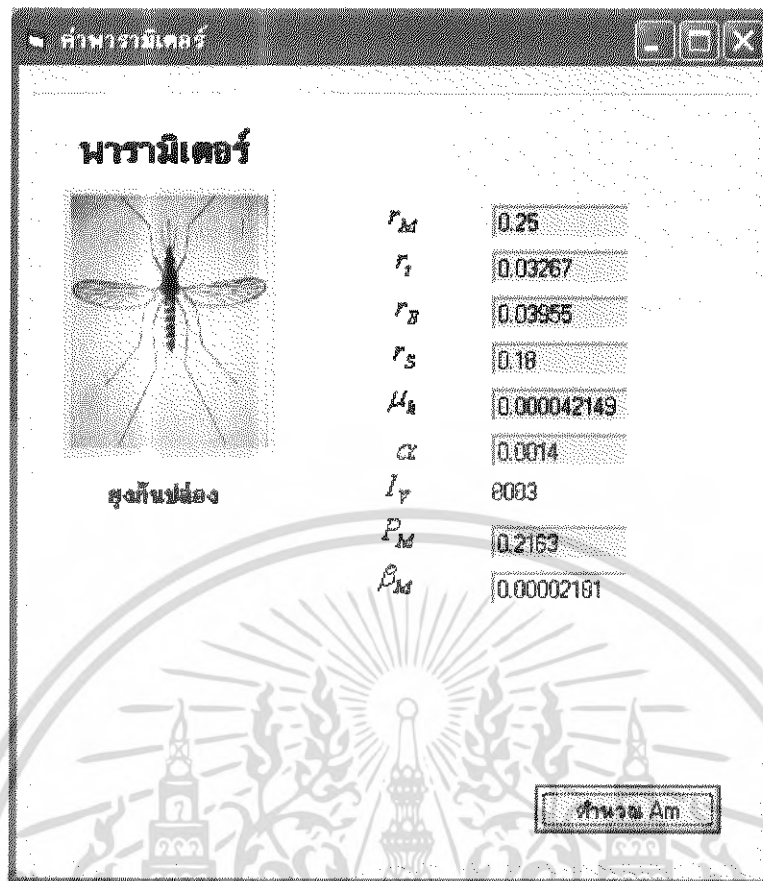 ค่าพารามิเตอร์
พารามิเตอร์
ยุงก้นปล่อง
r_M 0.25
r_t 0.03267
r_B 0.03955
r_S 0.18
μ_h 0.000042149
α 0.0014
I_V
P_M 0.2163
β_M 0.00002181
คำนวณ Am